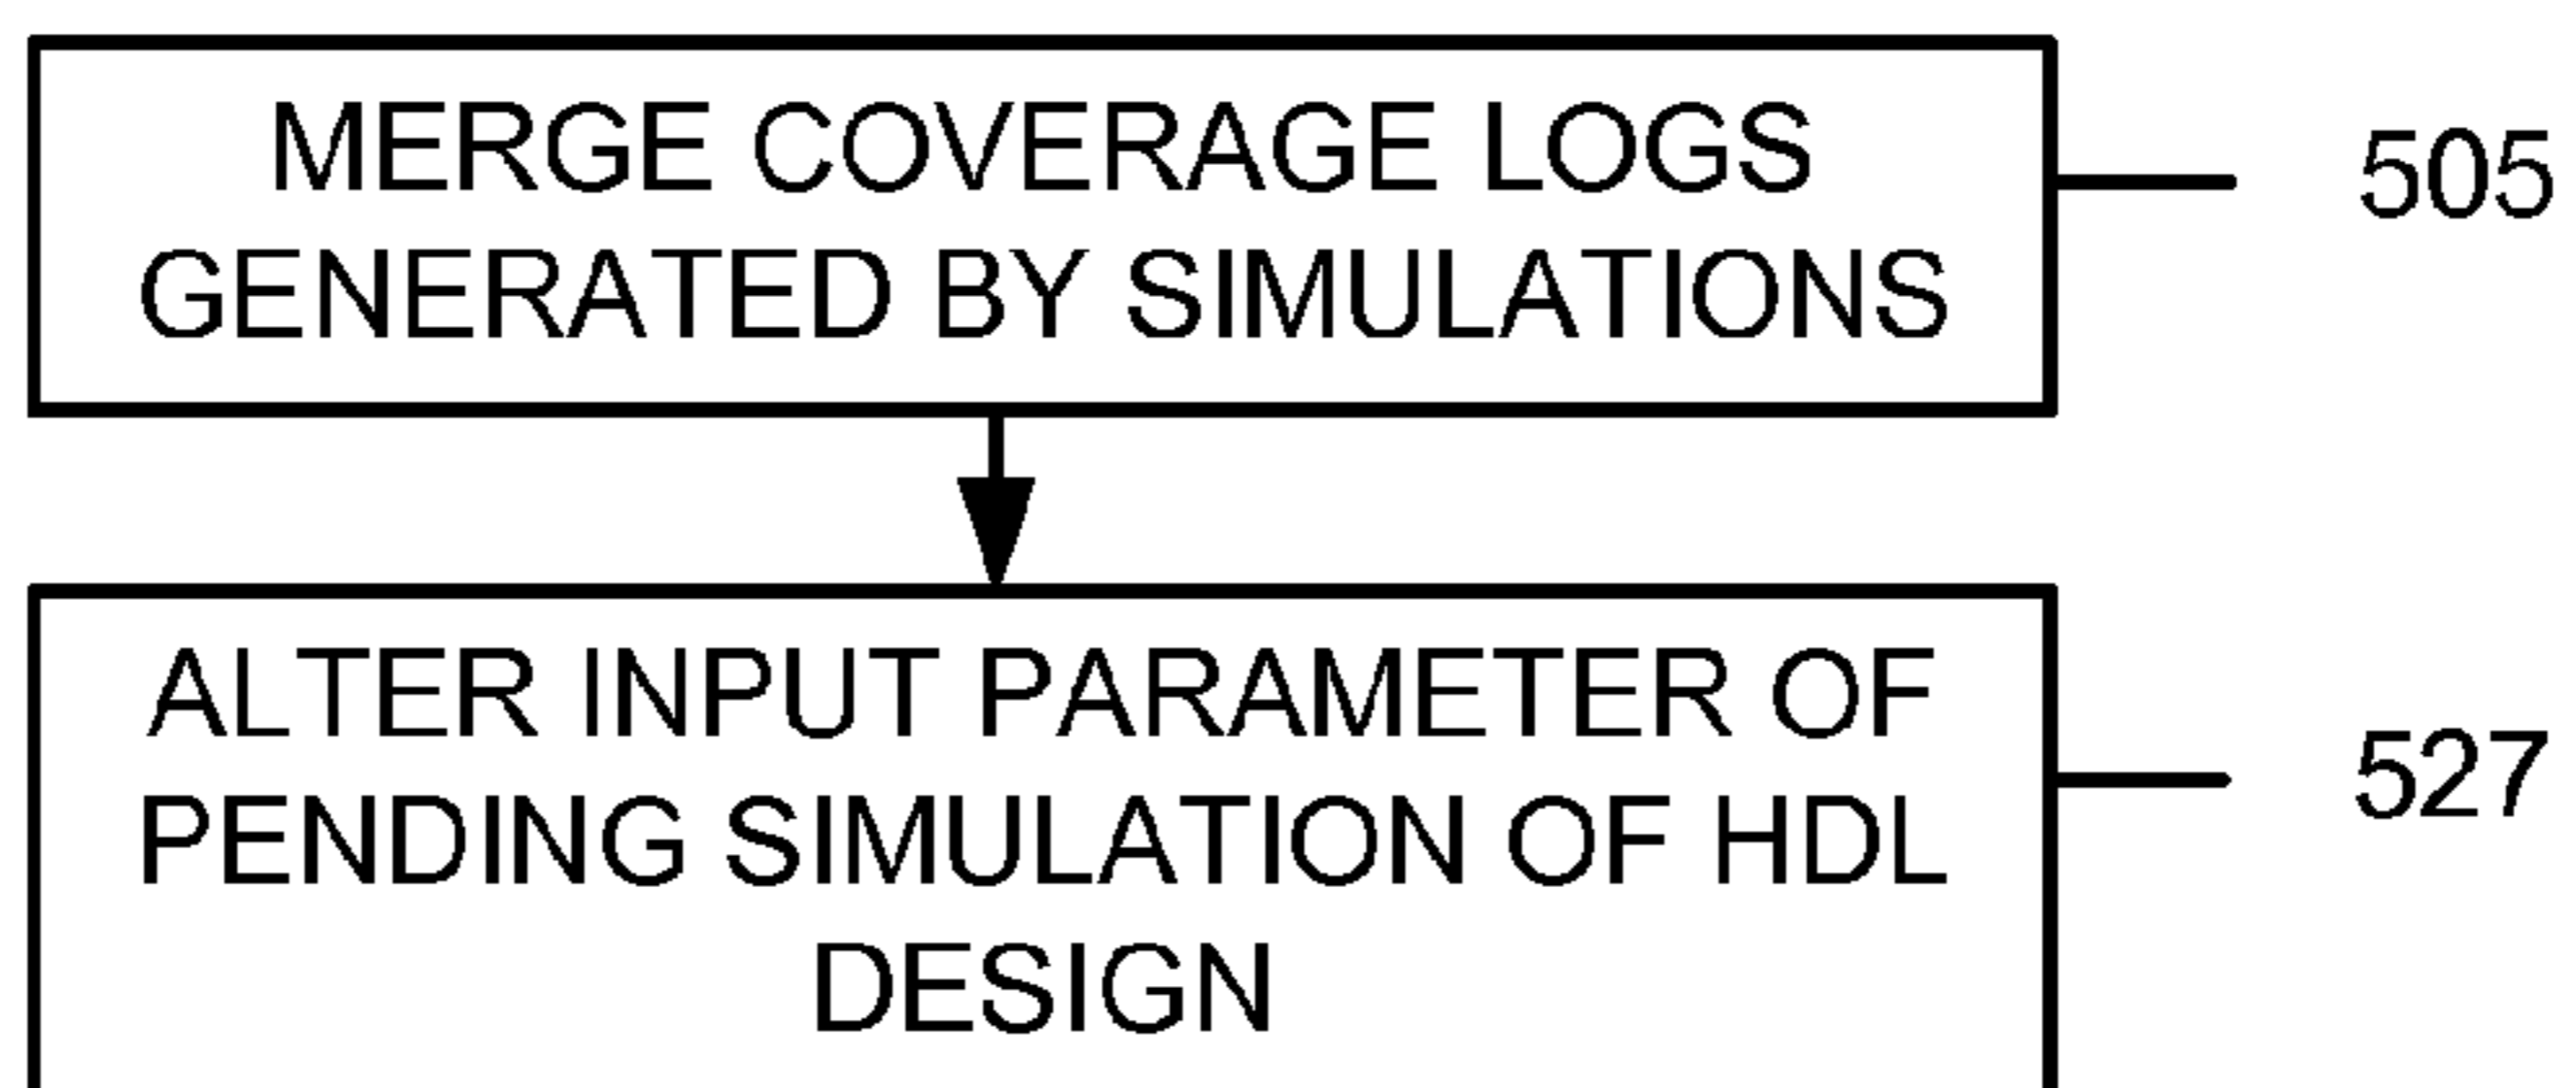 MERGE COVERAGE LOGS
GENERATED BY SIMULATIONS
505
ALTER INPUT PARAMETER OF
PENDING SIMULATION OF HDL
DESIGN
527